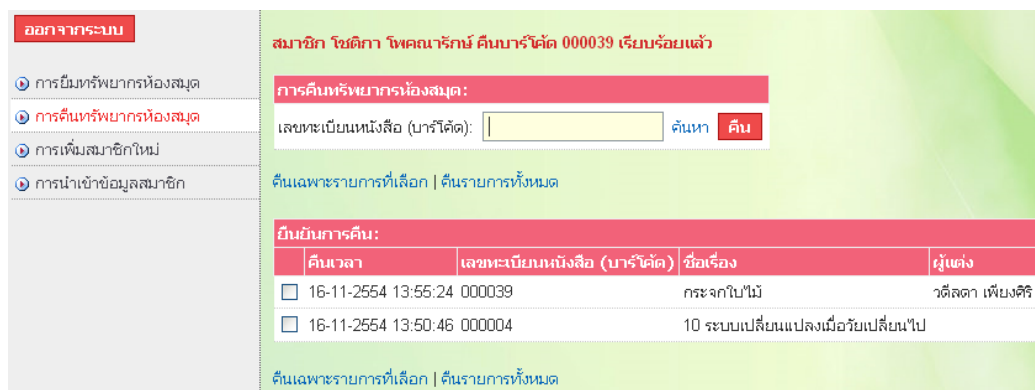 ออกจากระบบ
การยืมทรัพยากรห้องสมุด
การคืนทรัพยากรห้องสมุด
การเพิ่มสมาชิกใหม่
การนำเข้าข้อมูลสมาชิก
สมาชิก โชติกา โพคณารักษ์ คืนบาร์โค้ด 000039 เรียบร้อยแล้ว
การคืนทรัพยากรห้องสมุด:
เลขทะเบียนหนังสือ (บาร์โค้ด): ค้นหา คืน
คืนเฉพาะรายการที่เลือก | คืนรายการทั้งหมด
ยืนยันการคืน:
คืนเวลา เลขทะเบียนหนังสือ (บาร์โค้ด) ชื่อเรื่อง ผู้แต่ง
16-11-2554 13:55:24 000039 กระจกใบไม้ วดีลดา เพียงศิริ
16-11-2554 13:50:46 000004 10 ระบบเปลี่ยนแปลงเมื่อวัยเปลี่ยนไป
คืนเฉพาะรายการที่เลือก | คืนรายการทั้งหมด